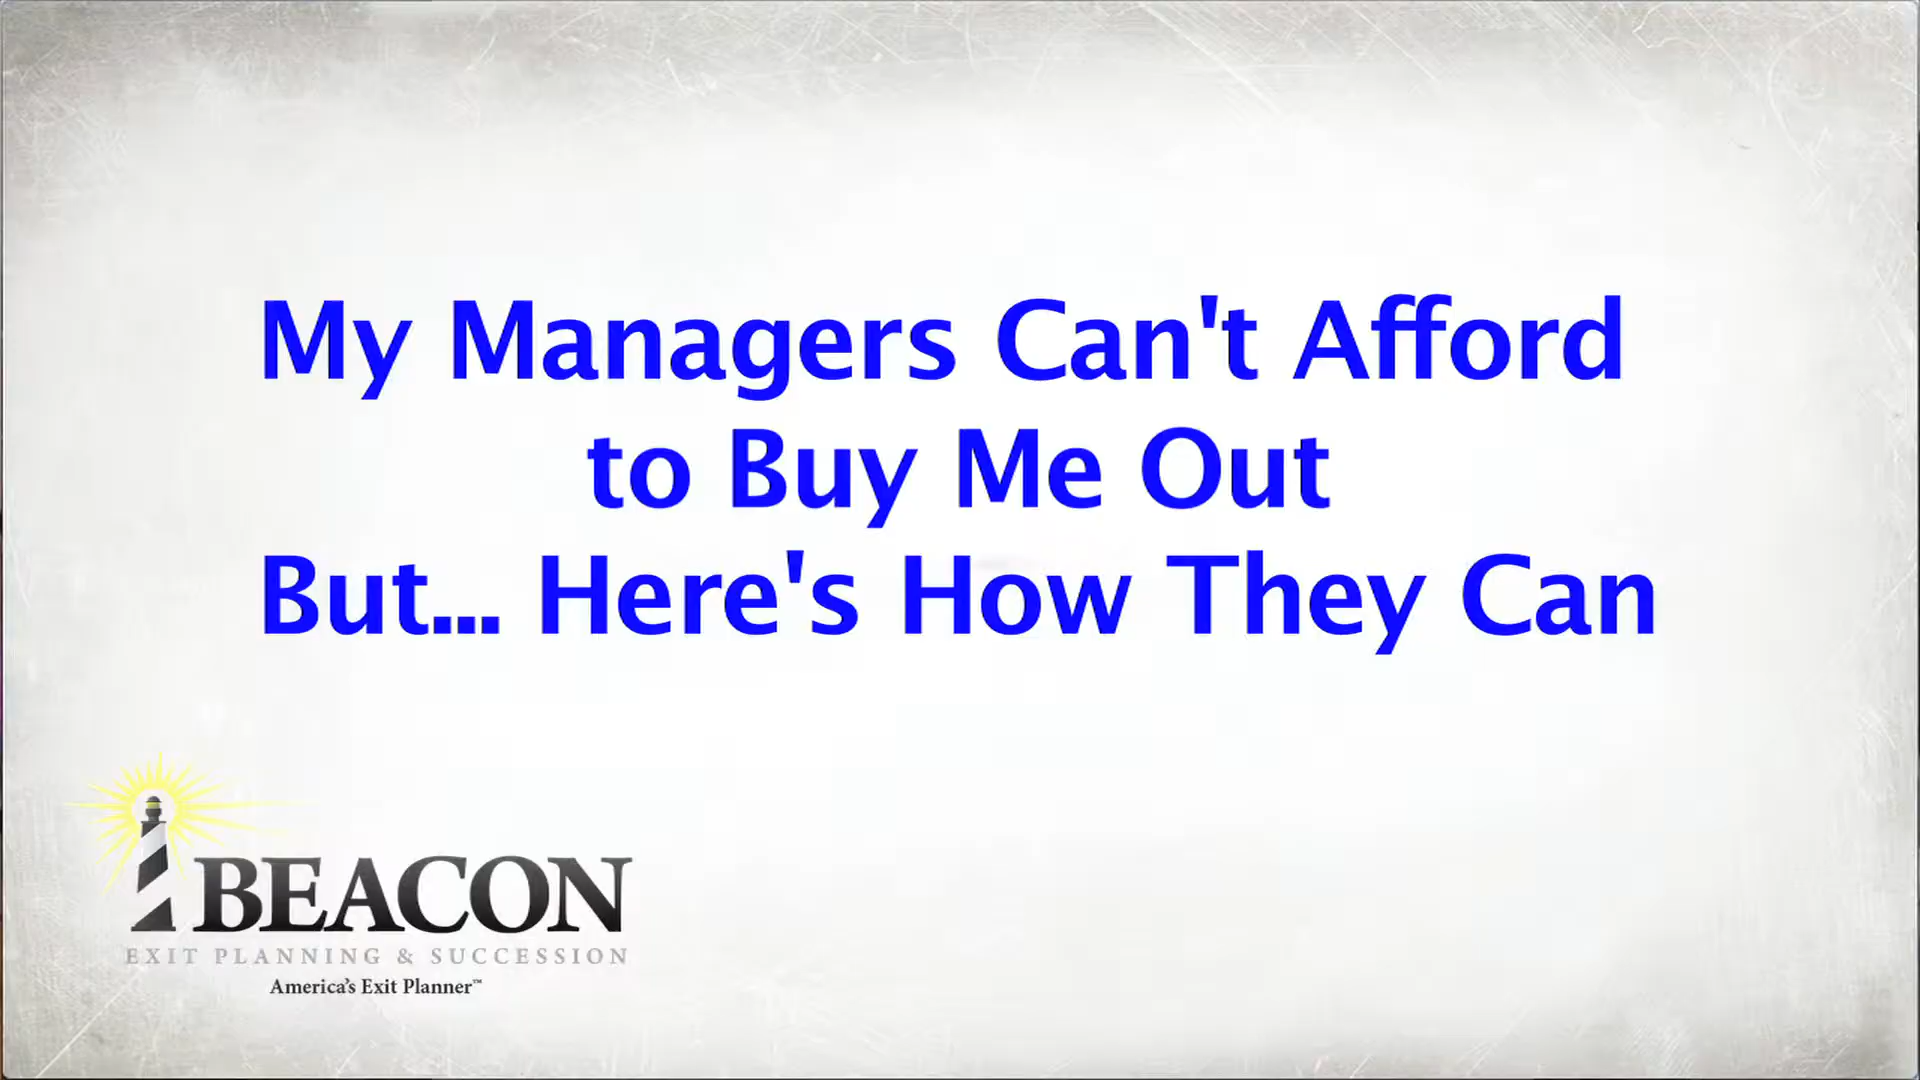 My Managers Can't Afford
to Buy Me Out
But... Here's How They Can
BEACON
EXIT PLANNING & SUCCESSION
America's Exit Planner™